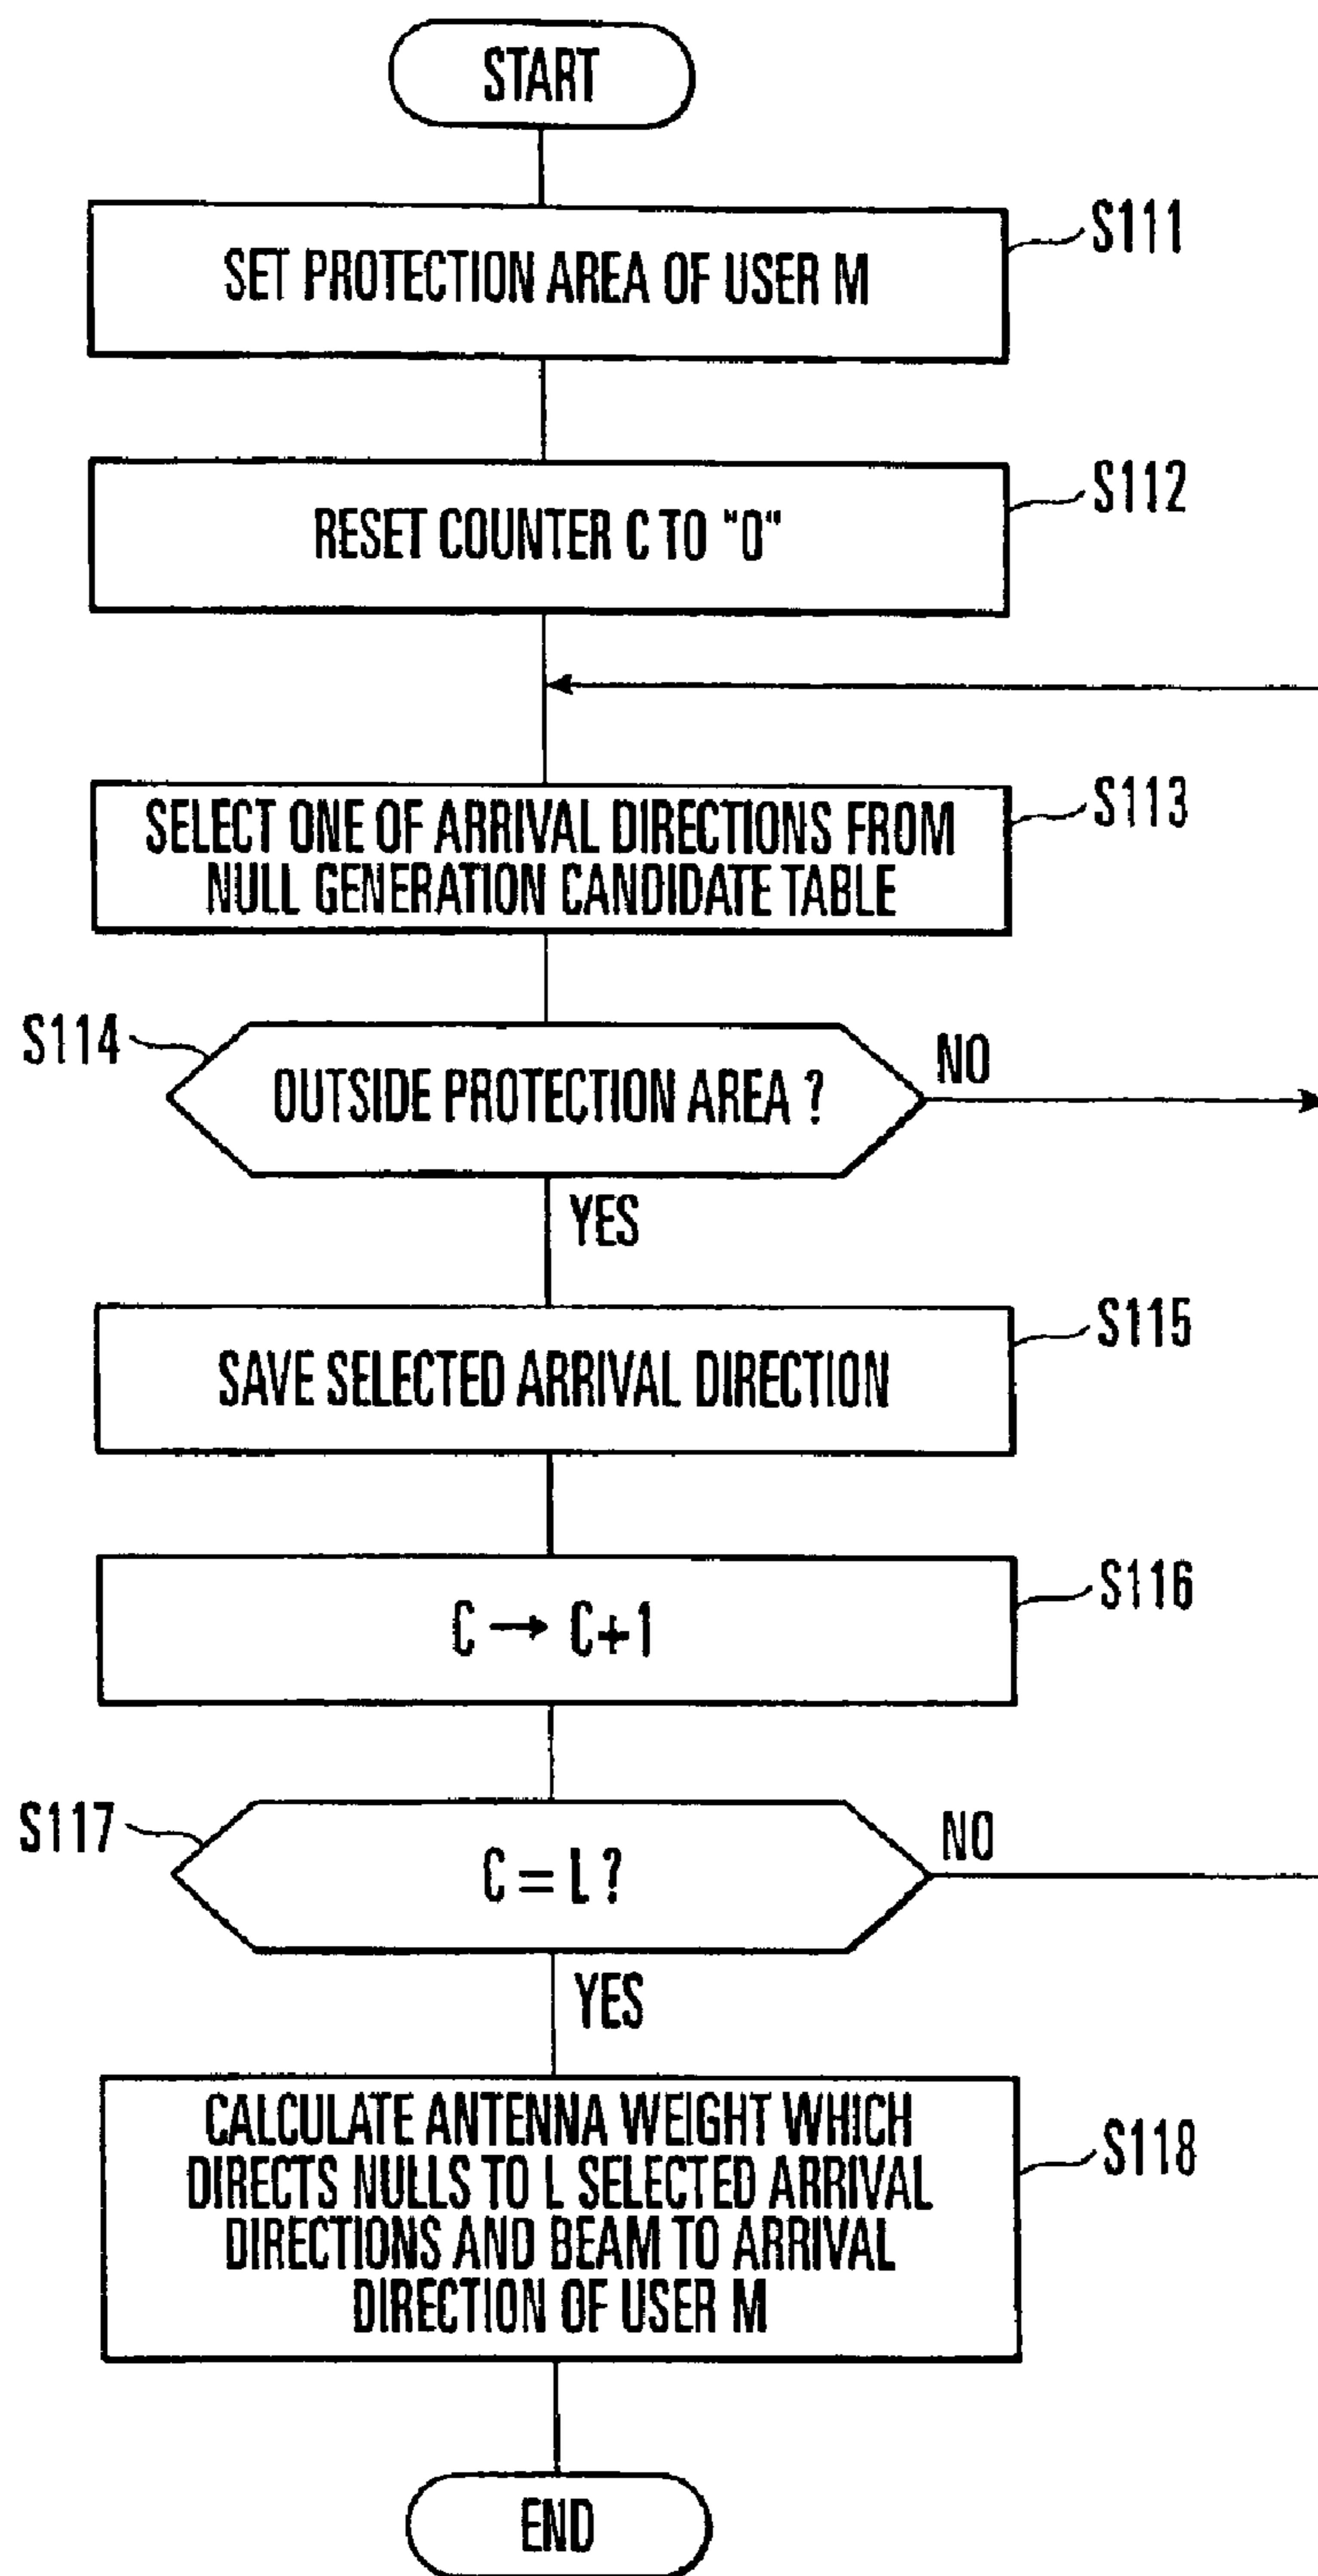 START
SET PROTECTION AREA OF USER M
S111
RESET COUNTER C TO "0"
S112
SELECT ONE OF ARRIVAL DIRECTIONS FROM
NULL GENERATION CANDIDATE TABLE
S113
S114
OUTSIDE PROTECTION AREA ?
NO
YES
SAVE SELECTED ARRIVAL DIRECTION
S115
C → C+1
S116
S117
C = L ?
NO
YES
CALCULATE ANTENNA WEIGHT WHICH
DIRECTS NULLS TO L SELECTED ARRIVAL
DIRECTIONS AND BEAM TO ARRIVAL
DIRECTION OF USER M
S118
END